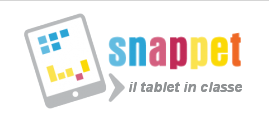 snappet
il tablet in classe